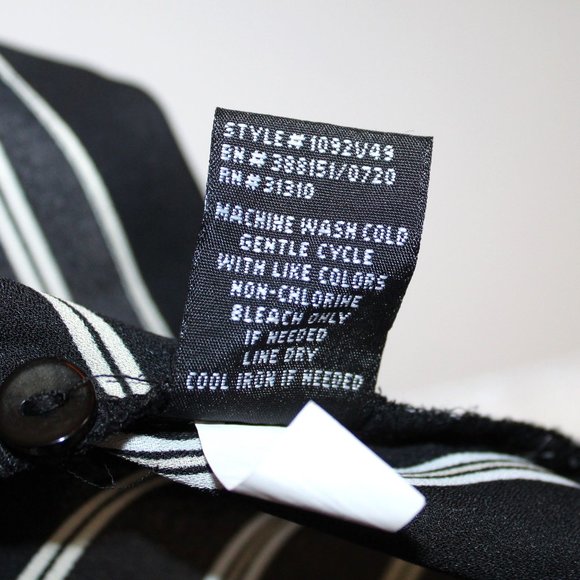 STYLE# 1092V49
BN# 388151/0720
RN# 31310
MACHINE WASH COLD
GENTLE CYCLE
WITH LIKE COLORS
NON-CHLORINE
BLEACH ONLY
IF NEEDED
LINE DRY
COOL IRON IF NEEDED